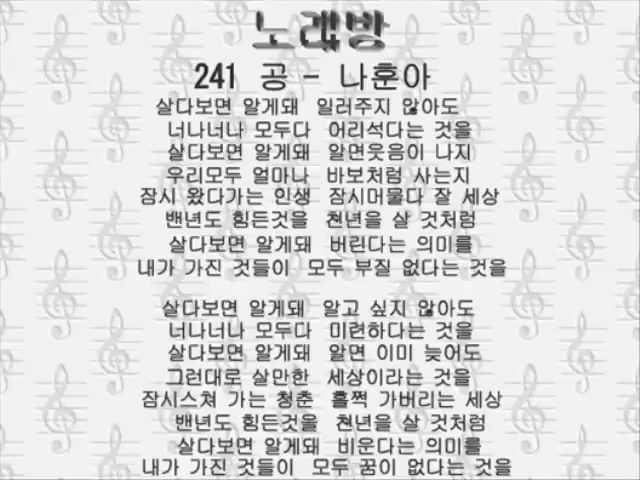 노래방
241 공 - 나훈아
살다보면 알게돼 일러주지 않아도
너나너나 모두다 어리석다는 것을
살다보면 알게돼 알면웃음이 나지
우리모두 얼마나 바보처럼 사는지
잠시 왔다가는 인생 잠시머물다 잘 세상
밴년도 힘든것을 쳔년을 살 것처럼
살다보면 알게돼 버린다는 의미를
내가 가진 것들이 모두 부질 없다는 것을
살다보면 알게돼 알고 싶지 않아도
너나너나 모두다 미련하다는 것을
살다보면 알게돼 알면 이미 늦어도
그런대로 살만한 세상이라는 것을
잠시스쳐 가는 청춘 훌쩍 가버리는 세상
밴년도 힘든것을 쳔년을 살 것처럼
살다보면 알게돼 비운다는 의미를
내가 가진 것들이 모두 꿈이 없다는 것을